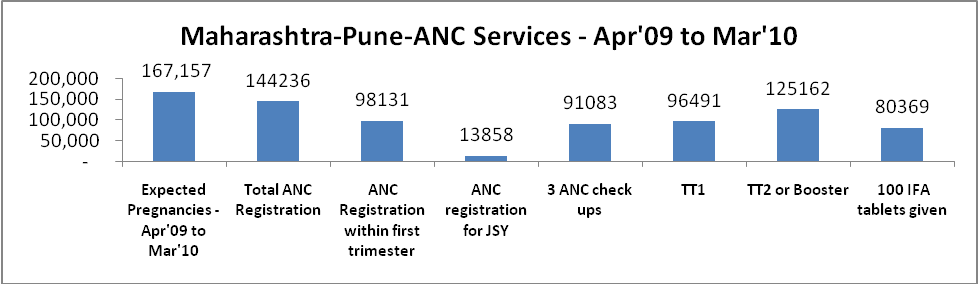 Maharashtra-Pune-ANC Services - Apr'09 to Mar'10
200,000
150,000
100,000
50,000
-
167,157
144236
98131
13858
91083
96491
125162
80369
Expected
Pregnancies -
Apr'09 to
Mar'10
Total ANC
Registration
ANC
Registration
within first
trimester
ANC
registration
for JSY
3 ANC check
ups
TT1
TT2 or Booster
100 IFA
tablets given